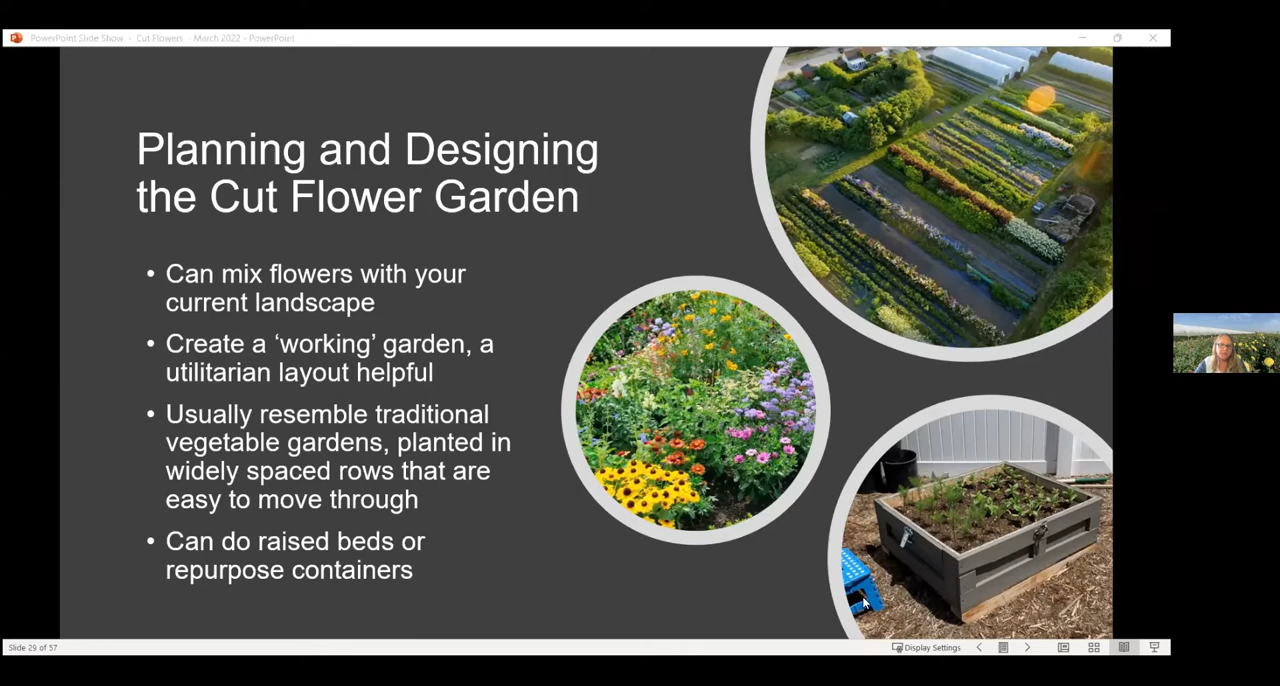 PowerPoint Slide Show - Cut Flowers - March 2022 - PowerPoint
Planning and Designing
the Cut Flower Garden
• Can mix flowers with your
current landscape
• Create a ‘working’ garden, a
utilitarian layout helpful
• Usually resemble traditional
vegetable gardens, planted in
widely spaced rows that are
easy to move through
• Can do raised beds or
repurpose containers
Slide 29 of 57
Display Settings